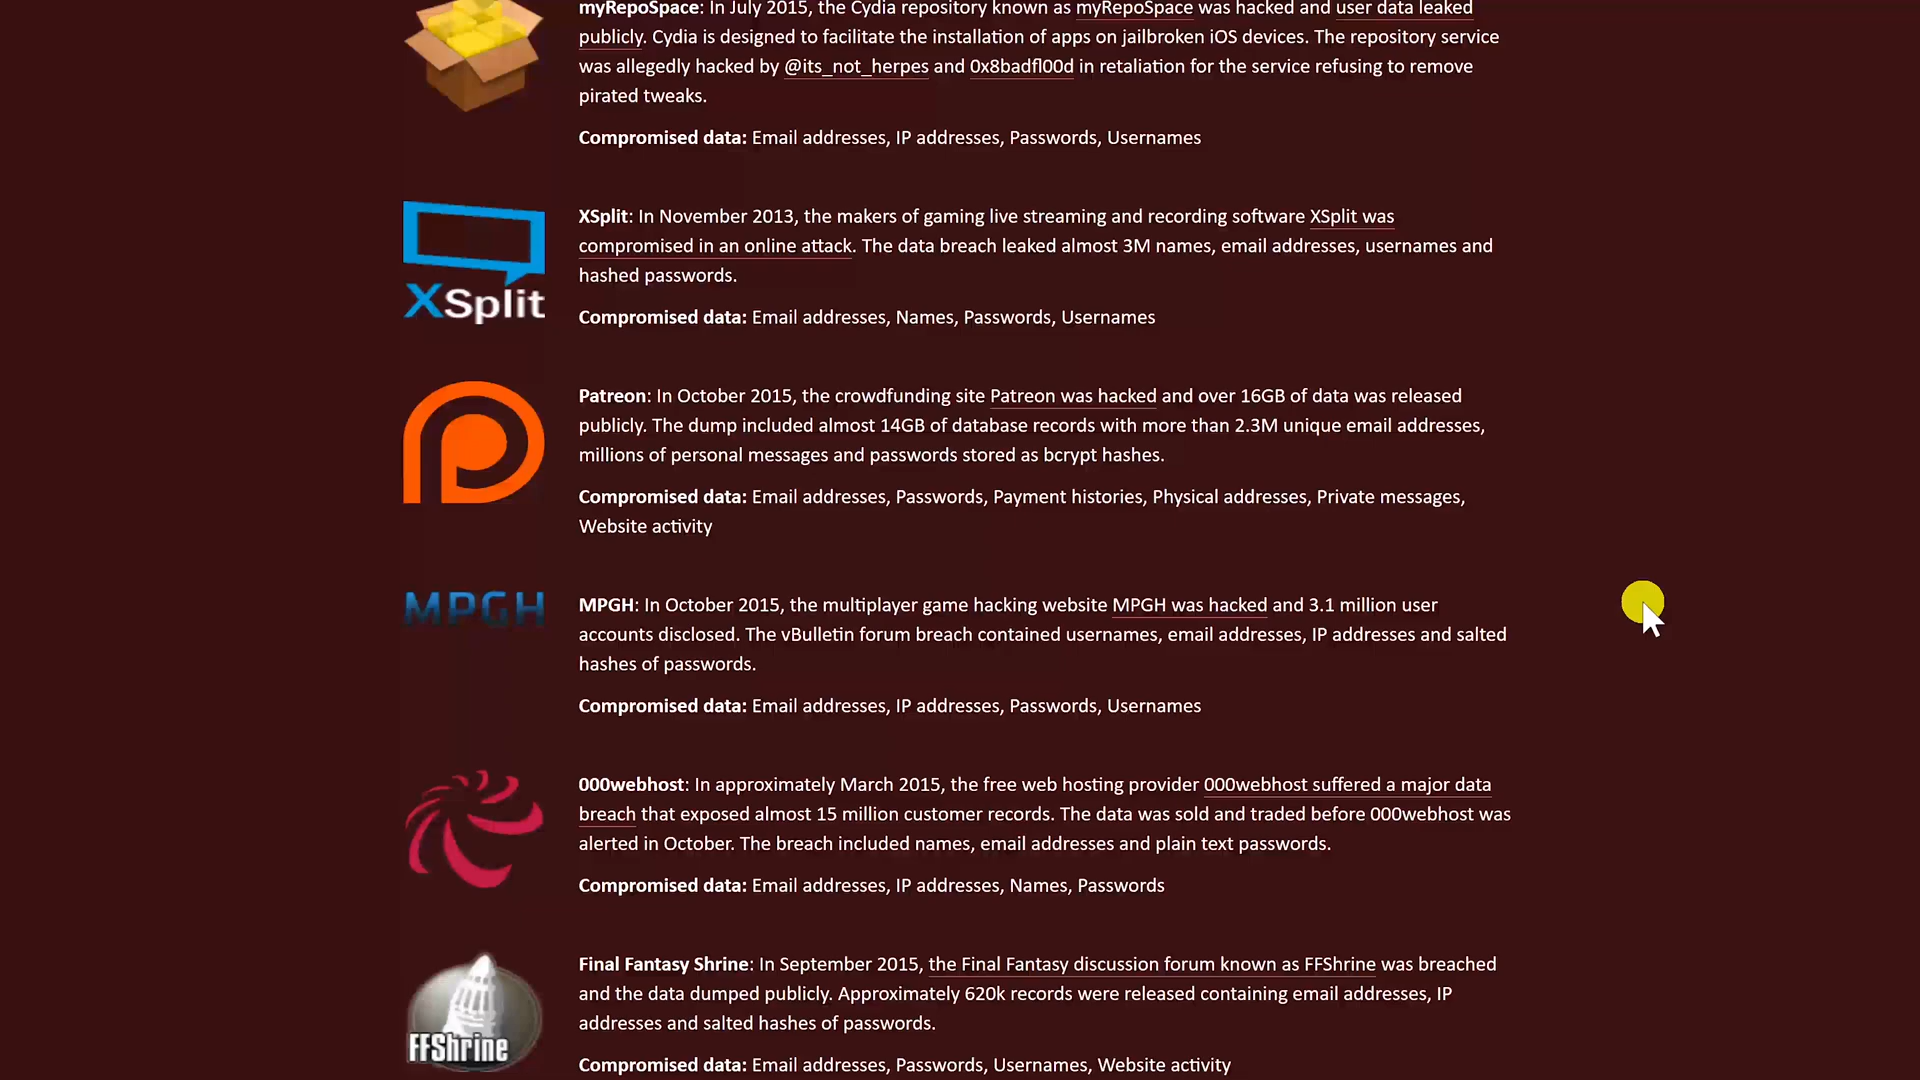 myRepoSpace: In July 2015, the Cydia repository known as myRepoSpace was hacked and user data leaked
publicly. Cydia is designed to facilitate the installation of apps on jailbroken iOS devices. The repository service
was allegedly hacked by @its_not_herpes and 0x8badfl00d in retaliation for the service refusing to remove
pirated tweaks.
Compromised data: Email addresses, IP addresses, Passwords, Usernames
XSplit
XSplit: In November 2013, the makers of gaming live streaming and recording software XSplit was
compromised in an online attack. The data breach leaked almost 3M names, email addresses, usernames and
hashed passwords.
Compromised data: Email addresses, Names, Passwords, Usernames
Patreon: In October 2015, the crowdfunding site Patreon was hacked and over 16GB of data was released
publicly. The dump included almost 14GB of database records with more than 2.3M unique email addresses,
millions of personal messages and passwords stored as bcrypt hashes.
Compromised data: Email addresses, Passwords, Payment histories, Physical addresses, Private messages,
Website activity
MPGH
MPGH: In October 2015, the multiplayer game hacking website MPGH was hacked and 3.1 million user
accounts disclosed. The vBulletin forum breach contained usernames, email addresses, IP addresses and salted
hashes of passwords.
Compromised data: Email addresses, IP addresses, Passwords, Usernames
000webhost: In approximately March 2015, the free web hosting provider 000webhost suffered a major data
breach that exposed almost 15 million customer records. The data was sold and traded before 000webhost was
alerted in October. The breach included names, email addresses and plain text passwords.
Compromised data: Email addresses, IP addresses, Names, Passwords
FFShrine
Final Fantasy Shrine: In September 2015, the Final Fantasy discussion forum known as FFShrine was breached
and the data dumped publicly. Approximately 620k records were released containing email addresses, IP
addresses and salted hashes of passwords.
Compromised data: Email addresses, Passwords, Usernames, Website activity